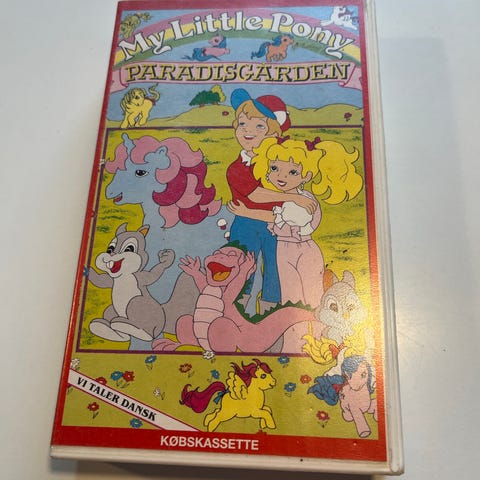 My Little Pony
PARADISGÅRDEN
VI TALER DANSK
KØBSKASSETTE